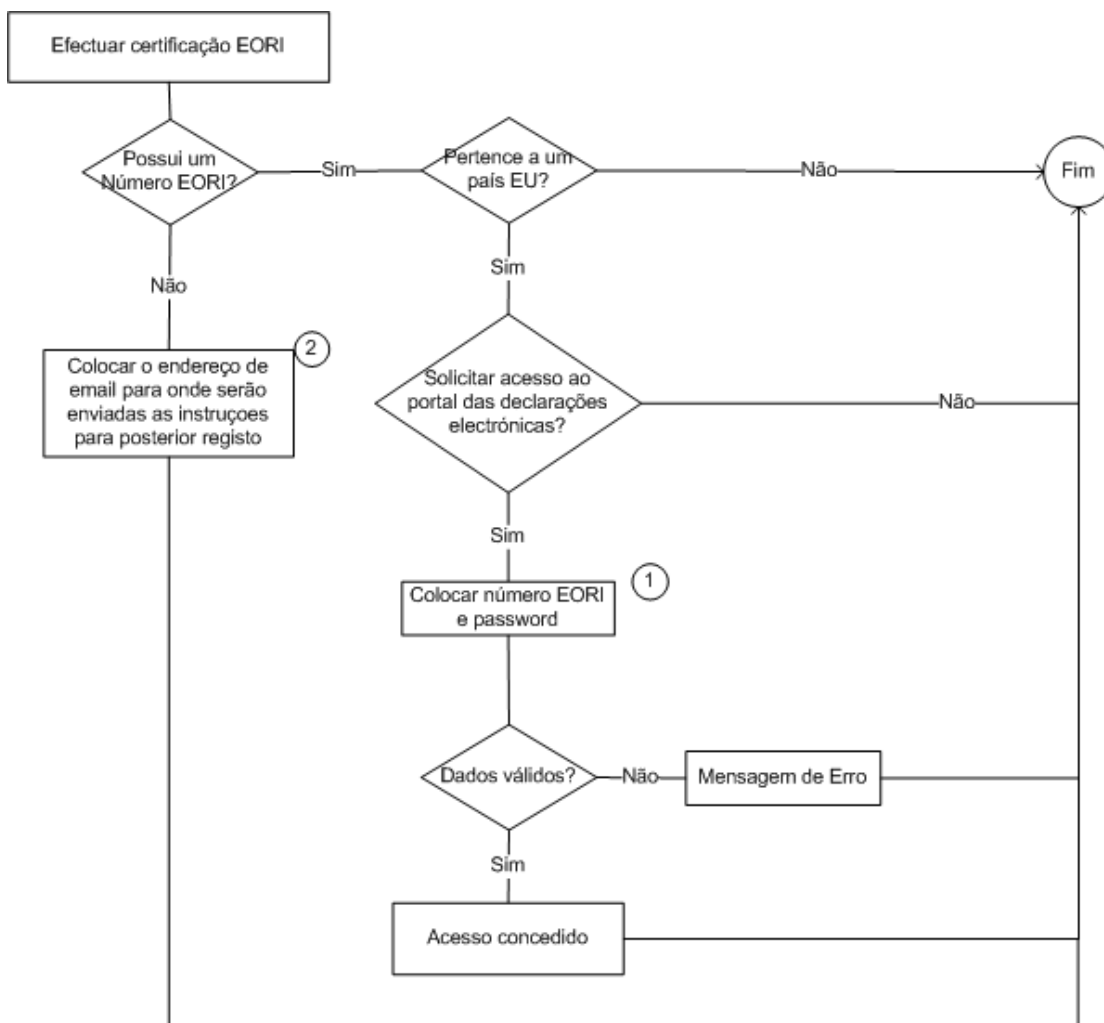 Efectuar certificação EORI
Possui um
Número EORI?
Sim
Pertence a um
país EU?
Não
Fim
Não
Sim
2
Colocar o endereço de
email para onde serão
enviadas as instruçoes
para posterior registo
Solicitar acesso ao
portal das declarações
electrónicas?
Não
Sim
1
Colocar número EORI
e password
Dados válidos?
Não
Mensagem de Erro
Sim
Acesso concedido